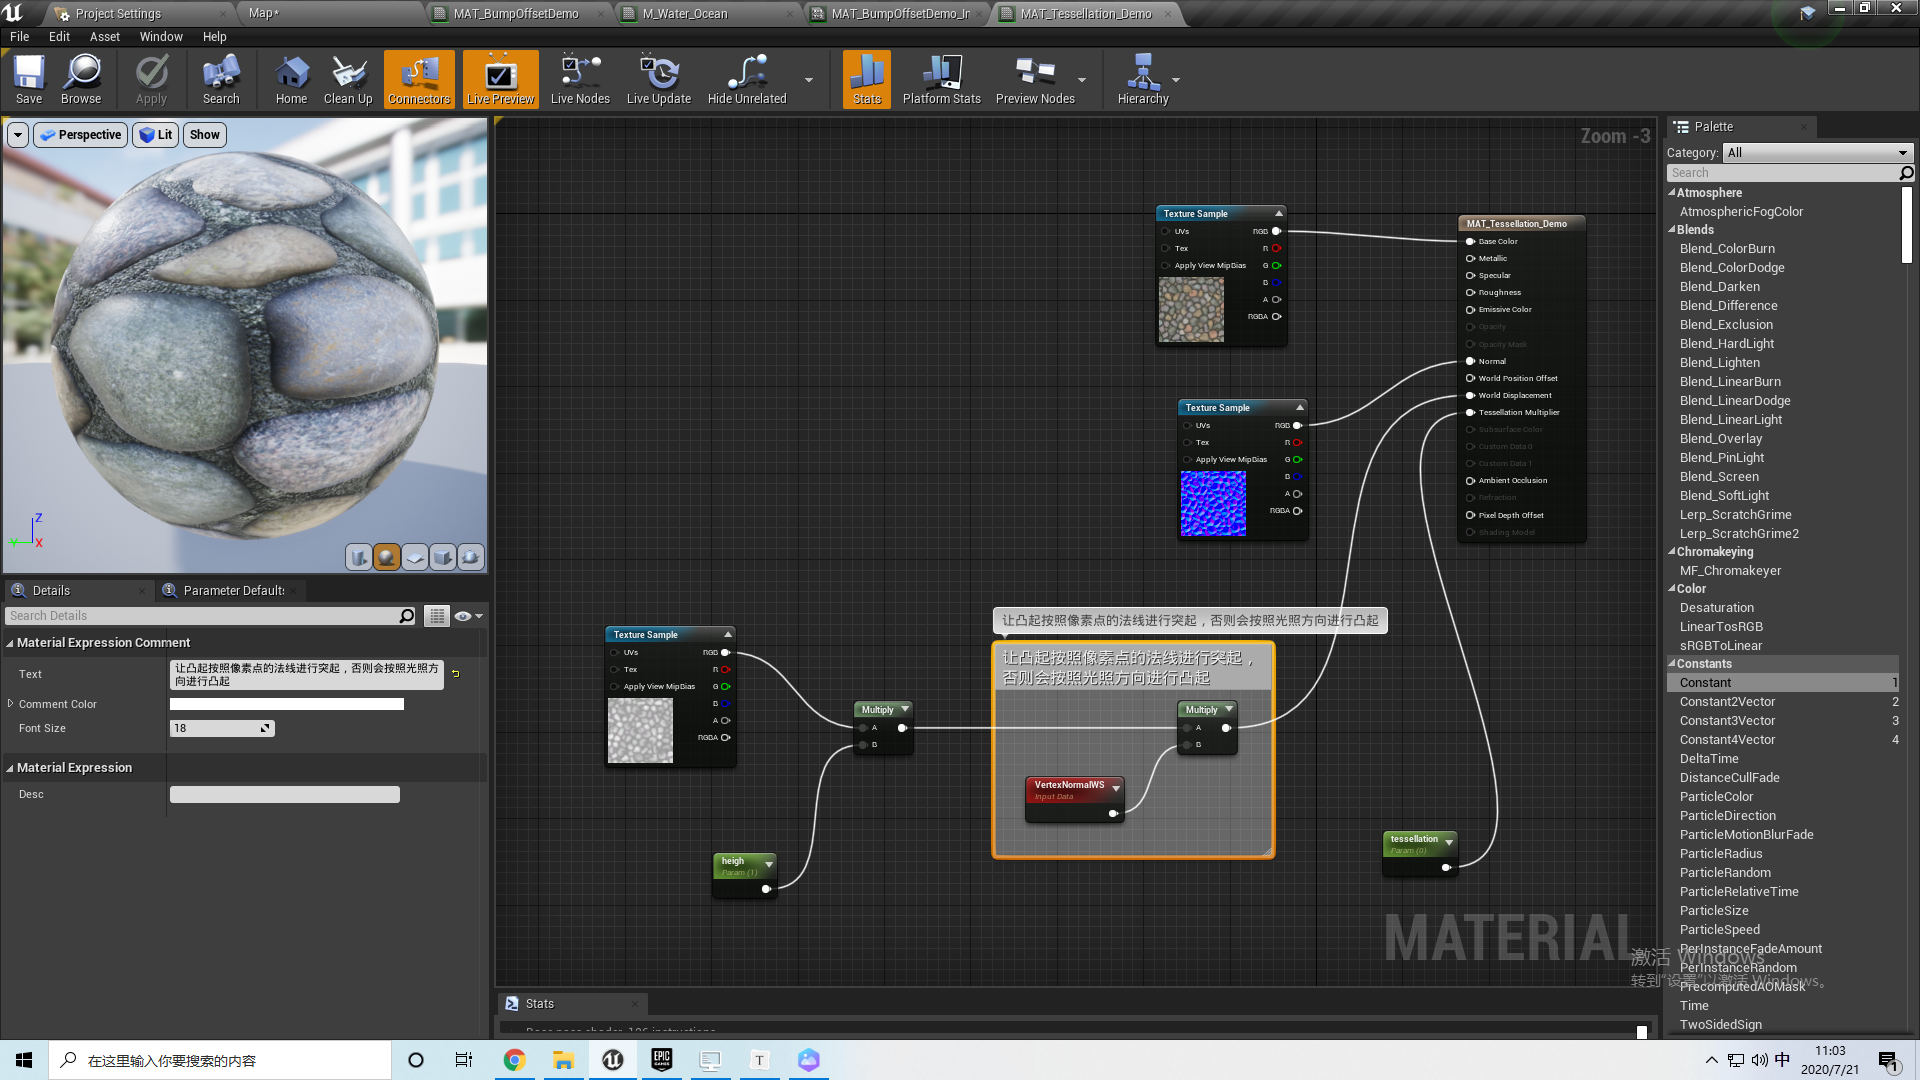 Project Settings
Map*
MAT_BumpOffsetDemo
M_Water_Ocean
MAT_BumpOffsetDemo_In
MAT_Tessellation_Demo
File Edit Asset Window Help
Save Browse Apply Search Home Clean Up Connectors Live Preview Live Nodes Live Update Hide Unrelated Stats Platform Stats Preview Nodes Hierarchy
Perspective Lit Show
Zoom -3
Texture Sample
UVs RGB
Tex R
Apply View MipBias G
B
A
RGBA
MAT_Tessellation_Demo
Base Color
Metallic
Specular
Roughness
Emissive Color
Opacity
Opacity Mask
Normal
World Position Offset
World Displacement
Tessellation Multiplier
Subsurface Color
Custom Data 0
Custom Data 1
Ambient Occlusion
Refraction
Pixel Depth Offset
Shading Model
Texture Sample
UVs RGB
Tex R
Apply View MipBias G
B
A
RGBA
Z
Y
X
Details
Parameter Default
Search Details
Material Expression Comment
Text
让凸起按照像素点的法线进行突起，否则会按照光照方
向进行凸起
Comment Color
Font Size 18
Material Expression
Desc
Texture Sample
UVs RGB
Tex R
Apply View MipBias G
B
A
RGBA
Multiply
A
B
heigh
Param (1)
让凸起按照像素点的法线进行突起，否则会按照光照方向进行凸起
让凸起按照像素点的法线进行突起，
否则会按照光照方向进行凸起
Multiply
A
B
VertexNormalWS
Input Data
tessellation
Param (0)
MATERIAL
Stats
Base pass shader: 106 instructions
Palette
Category: All
Search
Atmosphere
AtmosphericFogColor
Blends
Blend_ColorBurn
Blend_ColorDodge
Blend_Darken
Blend_Difference
Blend_Exclusion
Blend_HardLight
Blend_Lighten
Blend_LinearBurn
Blend_LinearDodge
Blend_LinearLight
Blend_Overlay
Blend_PinLight
Blend_Screen
Blend_SoftLight
Lerp_ScratchGrime
Lerp_ScratchGrime2
Chromakeying
MF_Chromakeyer
Color
Desaturation
LinearTosRGB
sRGBToLinear
Constants
Constant 1
Constant2Vector 2
Constant3Vector 3
Constant4Vector 4
DeltaTime
DistanceCullFade
ParticleColor
ParticleDirection
ParticleMotionBlurFade
ParticleRadius
ParticleRandom
ParticleRelativeTime
ParticleSize
ParticleSpeed
PerInstanceFadeAmount
PerInstanceRandom
PrecomputedAOMask
Time
TwoSidedSign
激活 Windows
转到"设置"以激活 Windows。
在这里输入你要搜索的内容
EPIC
GAMES
T
中
11:03
2020/7/21
1